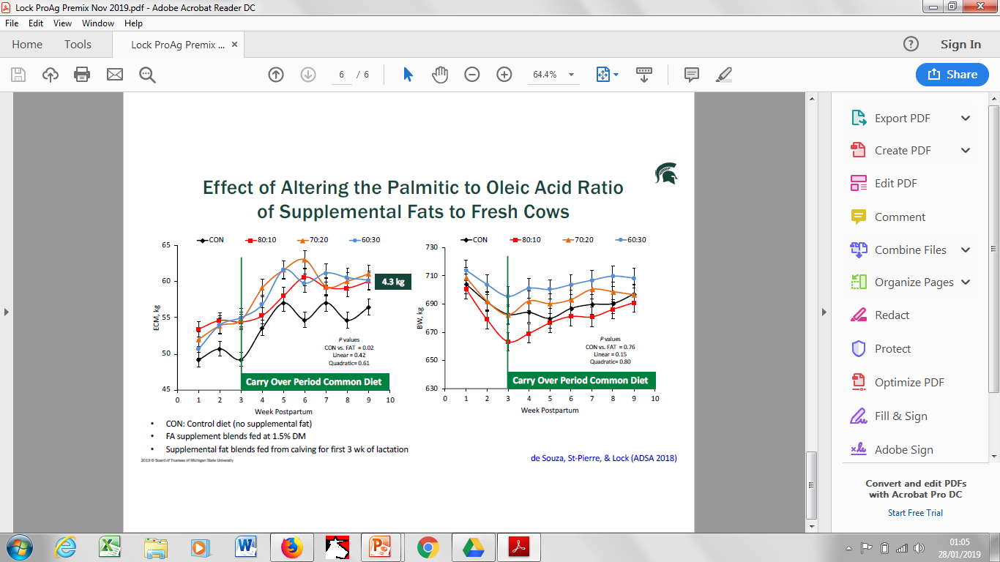 Lock ProAg Premix Nov 2019.pdf - Adobe Acrobat Reader DC
File Edit View Window Help
Home Tools Lock ProAg Premix ... × ? Sign In
6 / 6 64.4% Share
Effect of Altering the Palmitic to Oleic Acid Ratio
of Supplemental Fats to Fresh Cows
CON 80:10 70:20 60:30
ECM, kg
65
60
55
50
45
4.3 kg
P values
CON vs. FAT = 0.02
Linear = 0.42
Quadratic= 0.61
Carry Over Period Common Diet
0 1 2 3 4 5 6 7 8 9 10
Week Postpartum
CON 80:10 70:20 60:30
BW, kg
730
710
690
670
650
630
P values
CON vs. FAT = 0.76
Linear = 0.15
Quadratic= 0.80
Carry Over Period Common Diet
0 1 2 3 4 5 6 7 8 9 10
Week Postpartum
• CON: Control diet (no supplemental fat)
• FA supplement blends fed at 1.5% DM
• Supplemental fat blends fed from calving for first 3 wk of lactation
2019 © Board of Trustees of Michigan State University
de Souza, St-Pierre, & Lock (ADSA 2018)
Export PDF
Create PDF
Edit PDF
Comment
Combine Files
Organize Pages
Redact
Protect
Optimize PDF
Fill & Sign
Adobe Sign
Convert and edit PDFs
with Acrobat Pro DC
Start Free Trial
01:05
28/01/2019